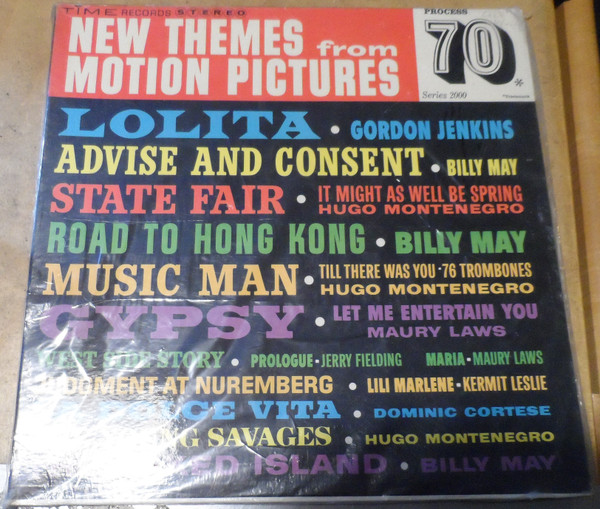 TIME RECORDS STEREO
NEW THEMES from
MOTION PICTURES
PROCESS
70*
Series 2000
LOLITA • GORDON JENKINS
ADVISE AND CONSENT • BILLY MAY
STATE FAIR • IT MIGHT AS WELL BE SPRING
HUGO MONTENEGRO
ROAD TO HONG KONG • BILLY MAY
MUSIC MAN • TILL THERE WAS YOU • 76 TROMBONES
HUGO MONTENEGRO
GYPSY • LET ME ENTERTAIN YOU
MAURY LAWS
WEST SIDE STORY • PROLOGUE • JERRY FIELDING MARIA • MAURY LAWS
JUDGMENT AT NUREMBERG • LILI MARLENE • KERMIT LESLIE
DOLCE VITA • DOMINIC CORTESE
SAVAGES • HUGO MONTENEGRO
ISLAND • BILLY MAY